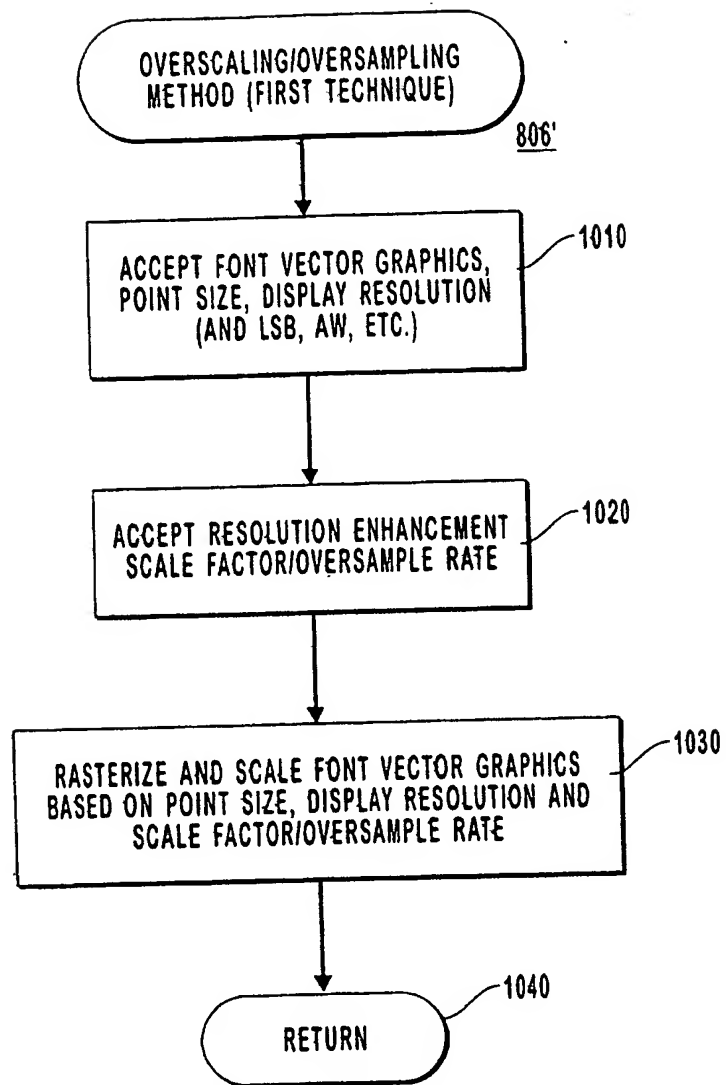 OVERSCALING/OVERSAMPLING
METHOD (FIRST TECHNIQUE)
806'
ACCEPT FONT VECTOR GRAPHICS,
POINT SIZE, DISPLAY RESOLUTION
(AND LSB, AW, ETC.)
1010
ACCEPT RESOLUTION ENHANCEMENT
SCALE FACTOR/OVERSAMPLE RATE
1020
RASTERIZE AND SCALE FONT VECTOR GRAPHICS
BASED ON POINT SIZE, DISPLAY RESOLUTION AND
SCALE FACTOR/OVERSAMPLE RATE
1030
RETURN
1040